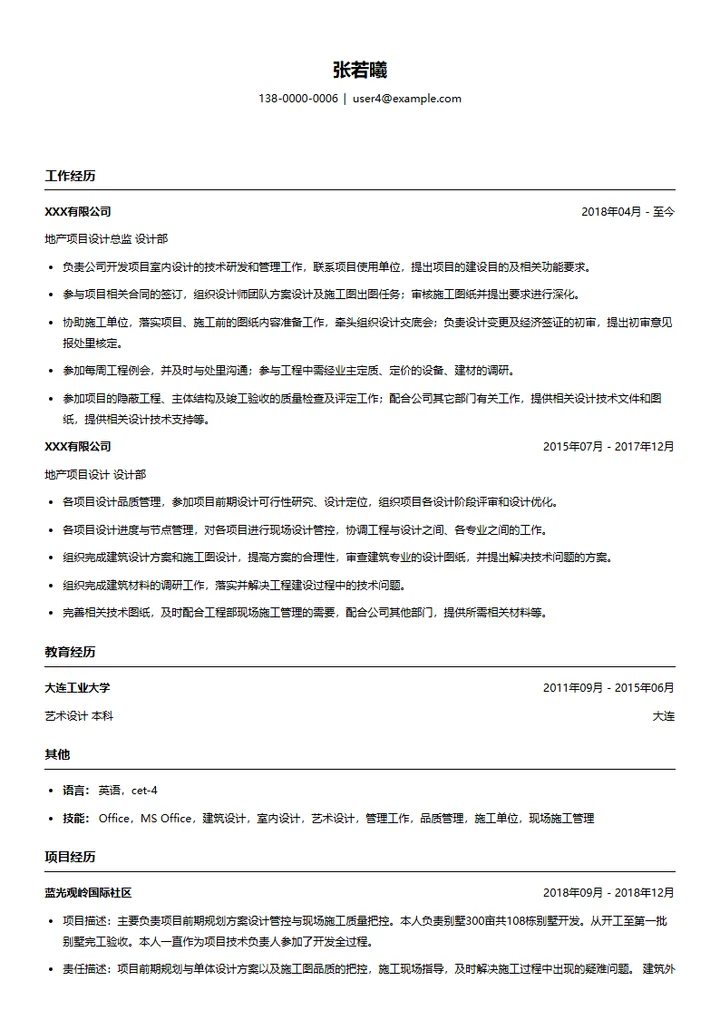 张若曦
138-0000-0006 | user4@example.com
工作经历
XXX有限公司 2018年04月 - 至今
地产项目设计总监 设计部
• 负责公司开发项目室内设计的技术研发和管理工作，联系项目使用单位，提出项目的建设目的及相关功能要求。
• 参与项目相关合同的签订，组织设计师团队方案设计及施工图出图任务；审核施工图纸并提出要求进行深化。
• 协助施工单位，落实项目、施工前的图纸内容准备工作，牵头组织设计交底会；负责设计变更及经济签证的初审，提出初审意见
报处里核定。
• 参加每周工程例会，并及时与处里沟通；参与工程中需经业主定质、定价的设备、建材的调研。
• 参加项目的隐蔽工程、主体结构及竣工验收的质量检查及评定工作；配合公司其它部门有关工作，提供相关设计技术文件和图
纸，提供相关设计技术支持等。
XXX有限公司 2015年07月 - 2017年12月
地产项目设计 设计部
• 各项目设计品质管理，参加项目前期设计可行性研究、设计定位，组织项目各设计阶段评审和设计优化。
• 各项目设计进度与节点管理，对各项目进行现场设计管控，协调工程与设计之间、各专业之间的工作。
• 组织完成建筑设计方案和施工图设计，提高方案的合理性，审查建筑专业的设计图纸，并提出解决技术问题的方案。
• 组织完成建筑材料的调研工作，落实并解决工程建设过程中的技术问题。
• 完善相关技术图纸，及时配合工程部现场施工管理的需要，配合公司其他部门，提供所需相关材料等。
教育经历
大连工业大学 2011年09月 - 2015年06月
艺术设计 本科 大连
其他
• 语言： 英语，cet-4
• 技能： Office，MS Office，建筑设计，室内设计，艺术设计，管理工作，品质管理，施工单位，现场施工管理
项目经历
蓝光观岭国际社区 2018年09月 - 2018年12月
• 项目描述：主要负责项目前期规划方案设计管控与现场施工质量把控。本人负责别墅300亩共108栋别墅开发。从开工至第一批
别墅完工验收。本人一直作为项目技术负责人参加了开发全过程。
• 责任描述：项目前期规划与单体设计方案以及施工图品质的把控，施工现场指导，及时解决施工过程中出现的疑难问题。 建筑外